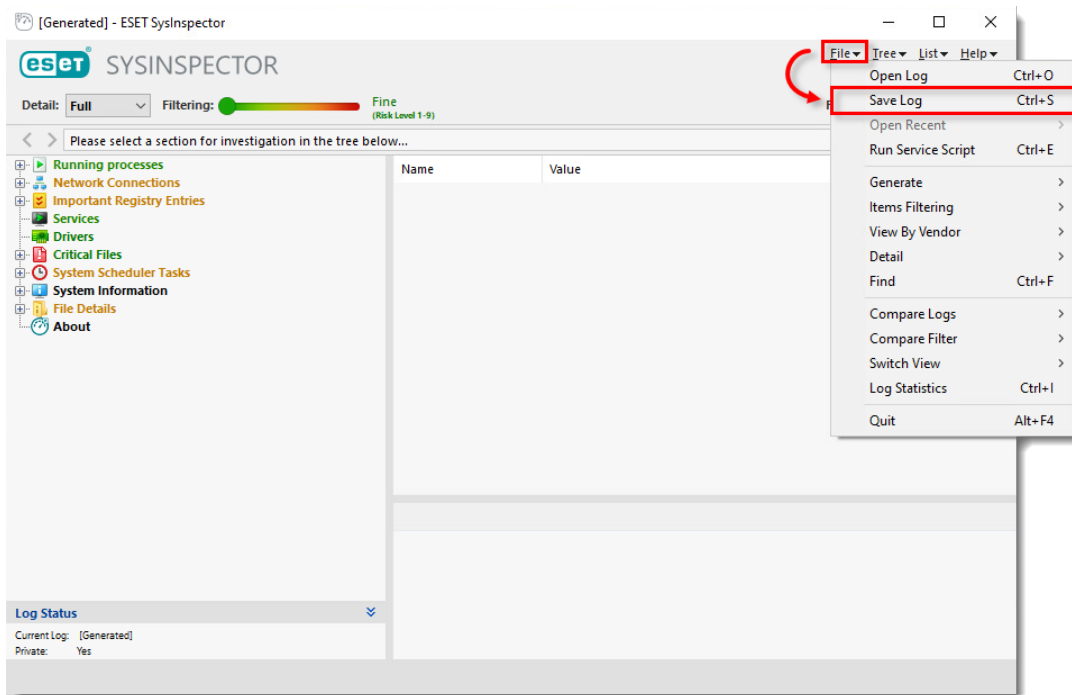 [Generated] - ESET SysInspector
eset SYSINSPECTOR
File Tree List Help
Detail: Full Filtering: Fine
(Risk Level 1-9)
Please select a section for investigation in the tree below...
Running processes
Network Connections
Important Registry Entries
Services
Drivers
Critical Files
System Scheduler Tasks
System Information
File Details
About
Name Value
Open Log Ctrl+O
Save Log Ctrl+S
Open Recent
Run Service Script Ctrl+E
Generate
Items Filtering
View By Vendor
Detail
Find Ctrl+F
Compare Logs
Compare Filter
Switch View
Log Statistics Ctrl+I
Quit Alt+F4
Log Status
Current Log: [Generated]
Private: Yes